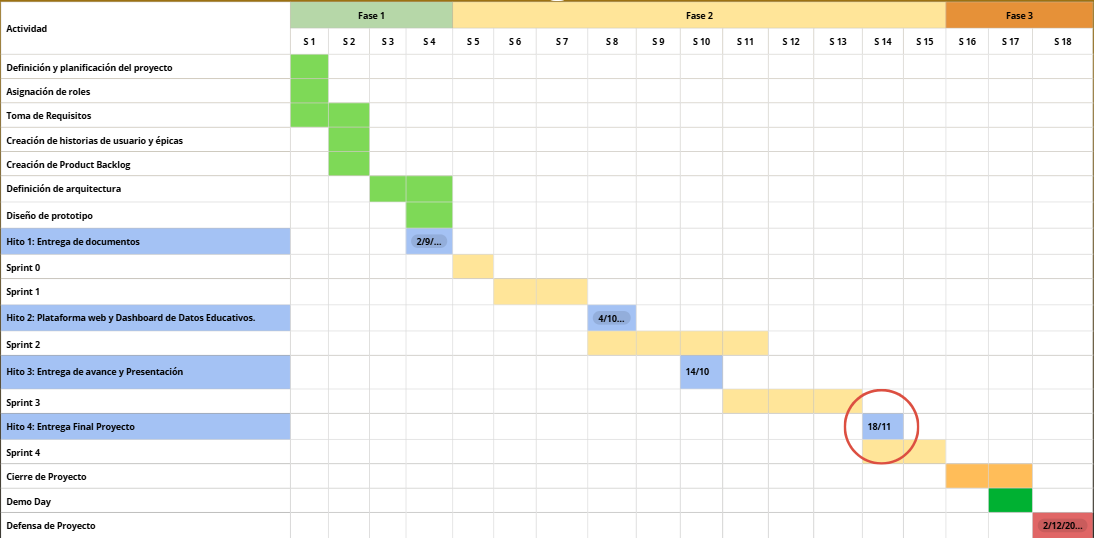 Actividad
Fase 1
Fase 2
Fase 3
S 1
S 2
S 3
S 4
S 5
S 6
S 7
S 8
S 9
S 10
S 11
S 12
S 13
S 14
S 15
S 16
S 17
S 18
Definición y planificación del proyecto
Asignación de roles
Toma de Requisitos
Creación de historias de usuario y épicas
Creación de Product Backlog
Definición de arquitectura
Diseño de prototipo
Hito 1: Entrega de documentos
2/9/...
Sprint 0
Sprint 1
Hito 2: Plataforma web y Dashboard de Datos Educativos.
4/10...
Sprint 2
Hito 3: Entrega de avance y Presentación
14/10
Sprint 3
Hito 4: Entrega Final Proyecto
18/11
Sprint 4
Cierre de Proyecto
Demo Day
Defensa de Proyecto
2/12/20...